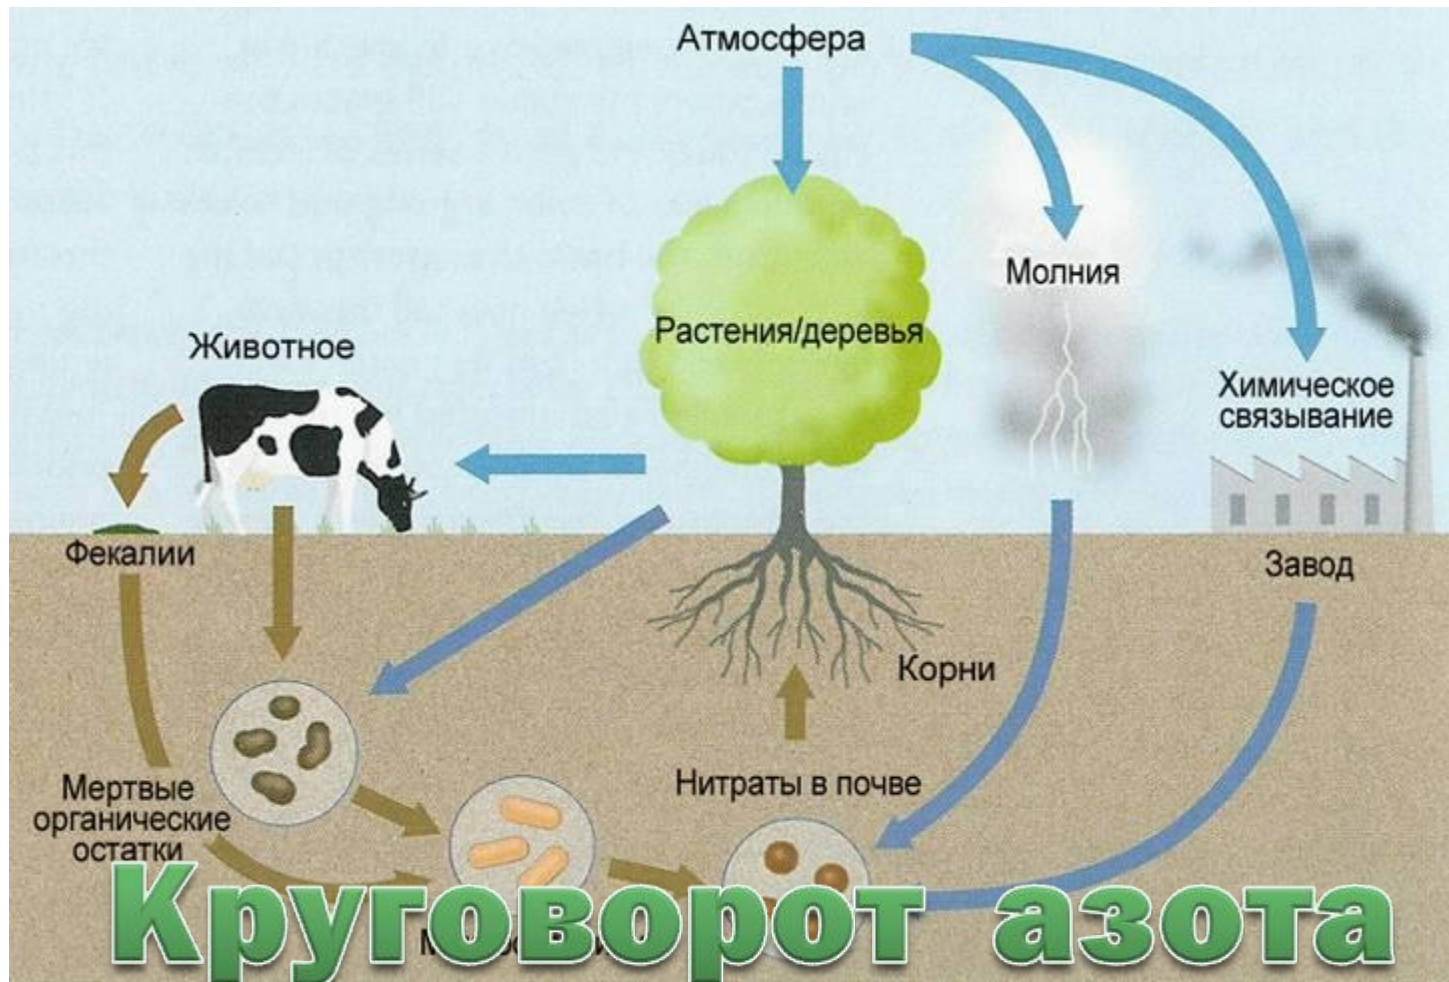 Атмосфера
Молния
Растения/деревья
Животное
Химическое
связывание
Фекалии
Завод
Корни
Нитраты в почве
Мертвые
органические
остатки
Круговорот азота